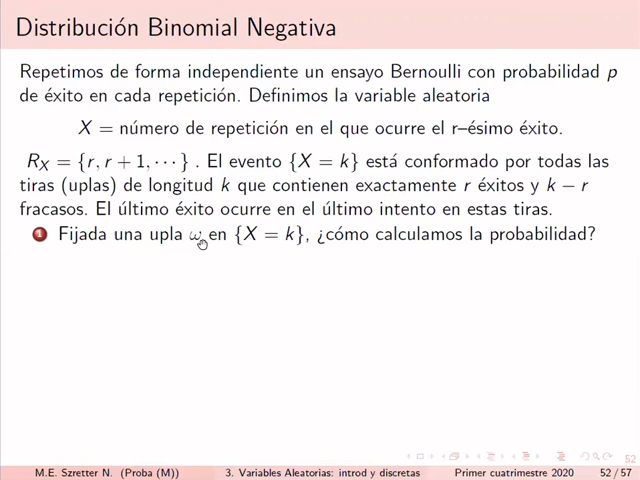 Distribución Binomial Negativa
Repetimos de forma independiente un ensayo Bernoulli con probabilidad p
de éxito en cada repetición. Definimos la variable aleatoria
X = número de repetición en el que ocurre el r–ésimo éxito.
R_X = {r, r + 1, ⋯} . El evento {X = k} está conformado por todas las
tiras (uplas) de longitud k que contienen exactamente r éxitos y k − r
fracasos. El último éxito ocurre en el último intento en estas tiras.
1 Fijada una upla ω en {X = k}, ¿cómo calculamos la probabilidad?
52
M.E. Szretter N. (Proba (M)) 3. Variables Aleatorias: introd y discretas Primer cuatrimestre 2020 52 / 57